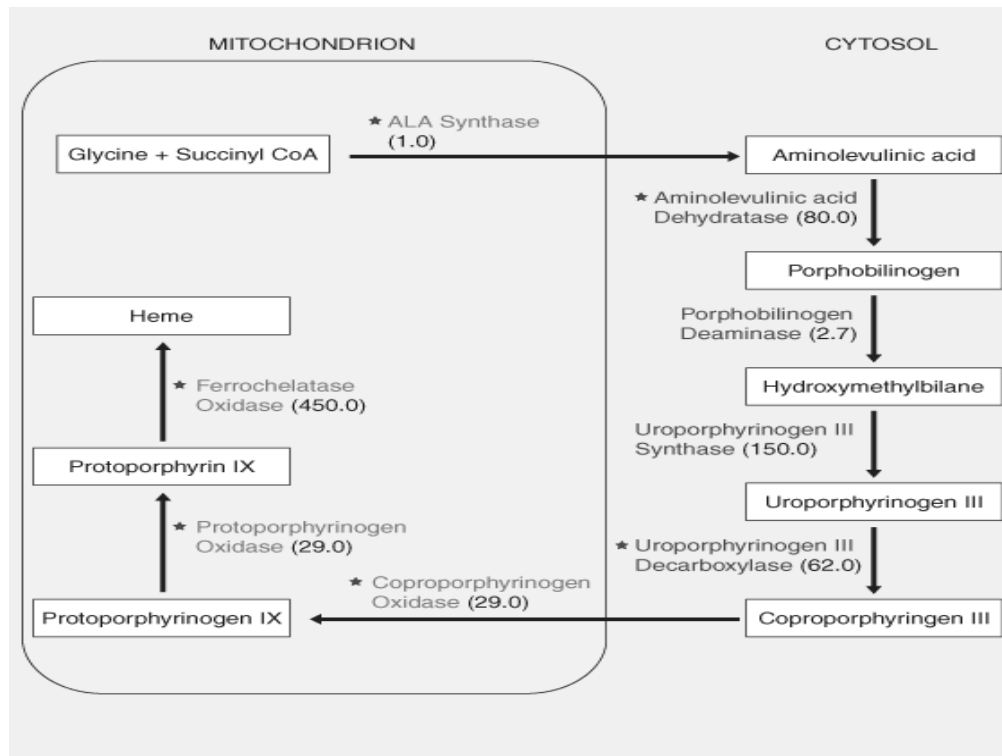 MITOCHONDRION
CYTOSOL
★ ALA Synthase
(1.0)
Glycine + Succinyl CoA
Aminolevulinic acid
★ Aminolevulinic acid
Dehydratase (80.0)
Porphobilinogen
Porphobilinogen
Deaminase (2.7)
Hydroxymethylbilane
Uroporphyrinogen III
Synthase (150.0)
Uroporphyrinogen III
★ Uroporphyrinogen III
Decarboxylase (62.0)
Coproporphyringen III
★ Coproporphyrinogen
Oxidase (29.0)
Protoporphyrinogen IX
★ Protoporphyrinogen
Oxidase (29.0)
Protoporphyrin IX
★ Ferrochelatase
Oxidase (450.0)
Heme